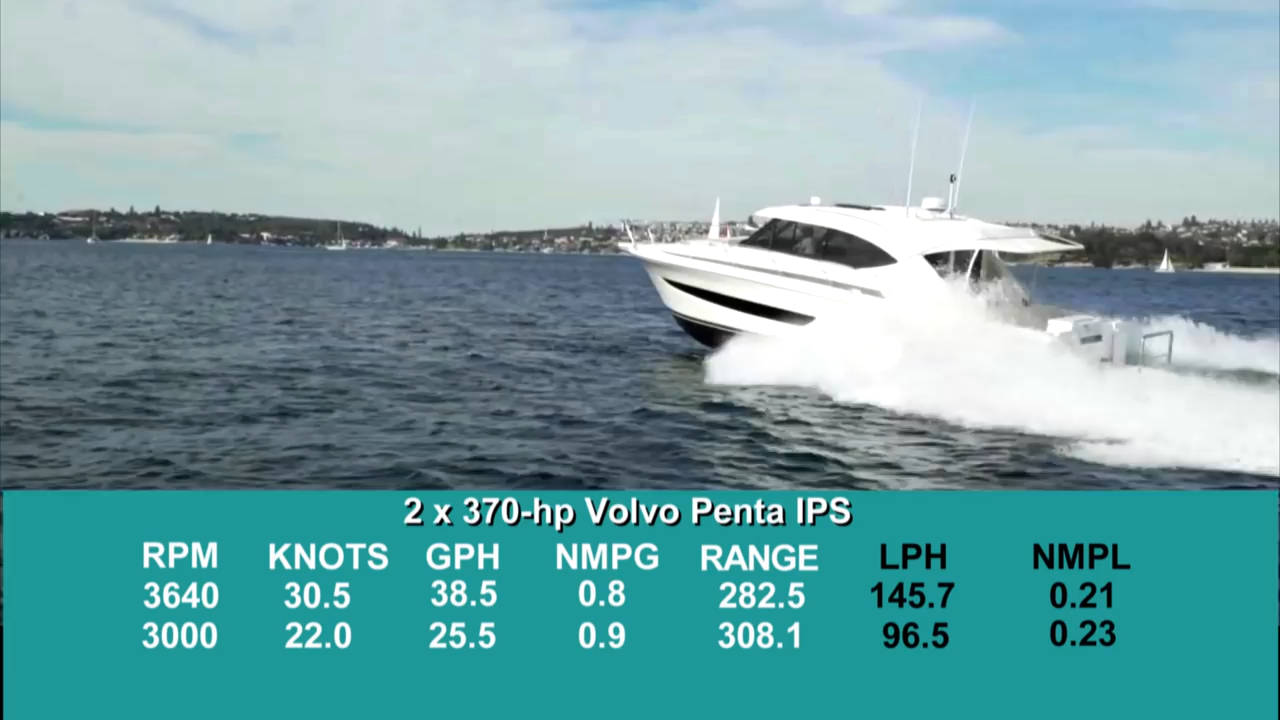 2 x 370-hp Volvo Penta IPS
RPM KNOTS GPH NMPG RANGE LPH NMPL
3640 30.5 38.5 0.8 282.5 145.7 0.21
3000 22.0 25.5 0.9 308.1 96.5 0.23